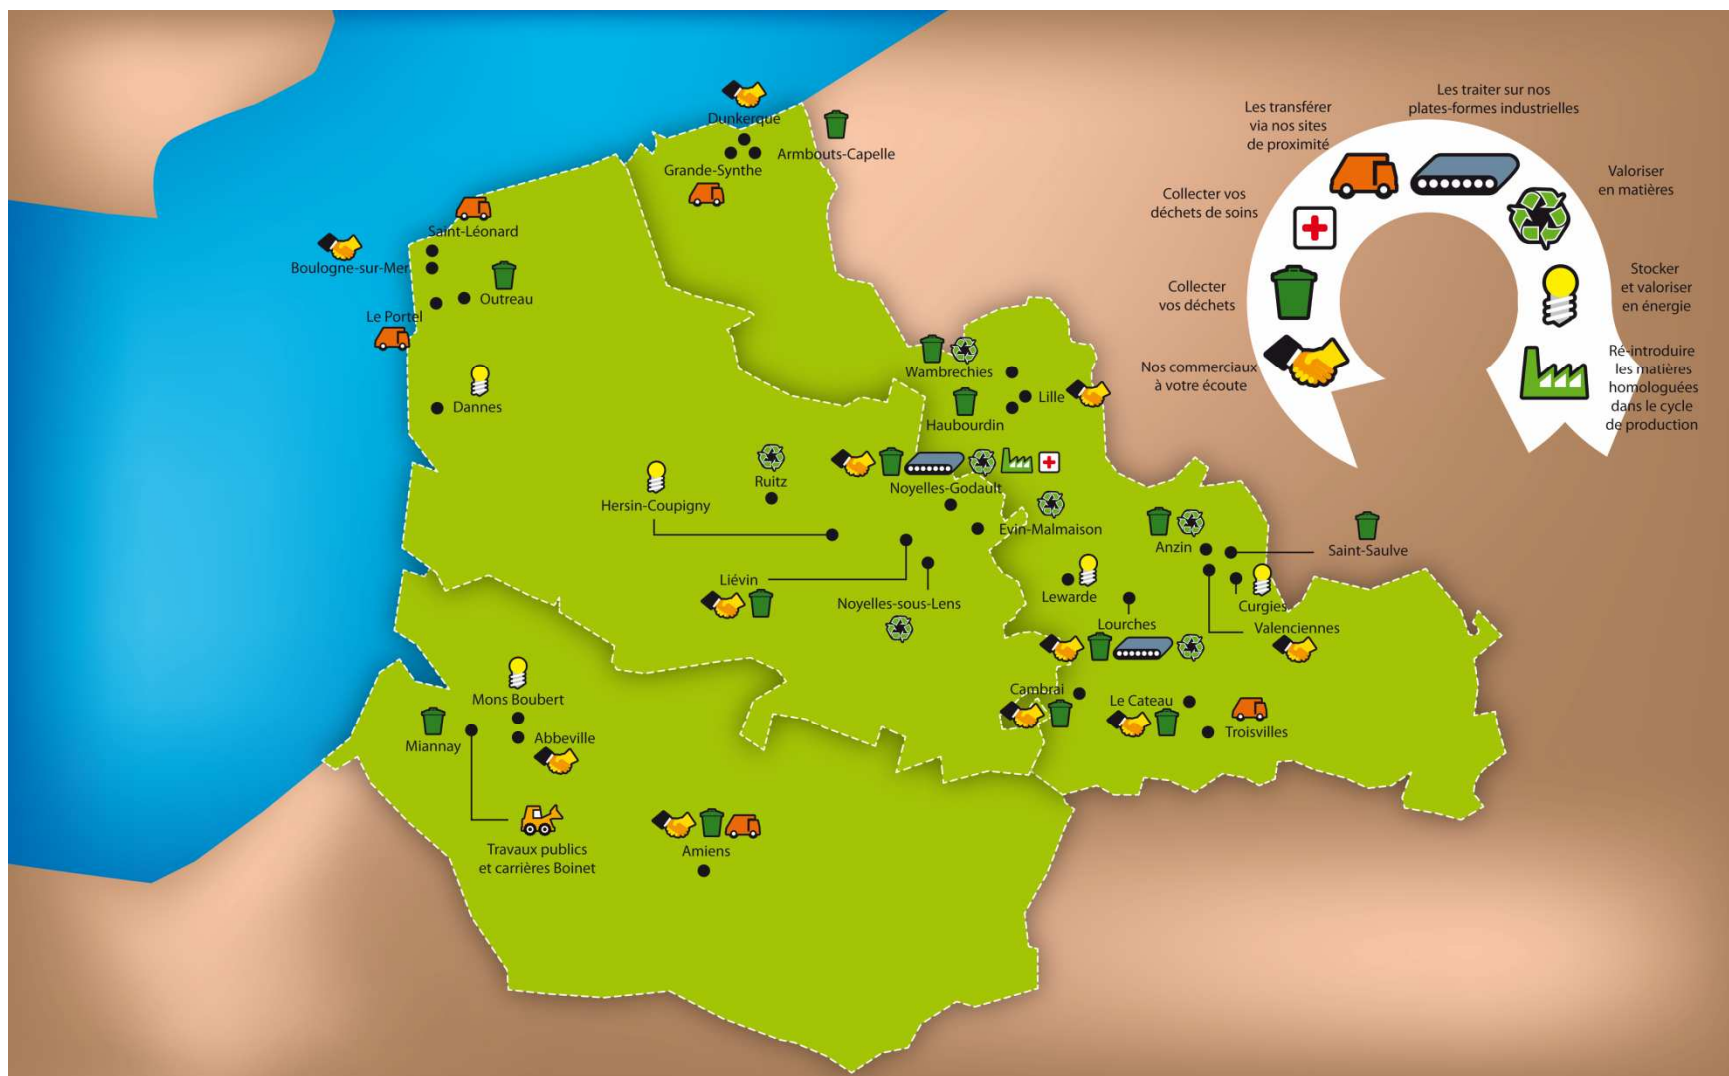 Les traiter sur nos
plates-formes industrielles
Les transférer
via nos sites
de proximité
Valoriser
en matières
Collecter vos
déchets de soins
Stocker
et valoriser
en énergie
Collecter
vos déchets
Nos commerciaux
à votre écoute
Ré-introduire
les matières
homologuées
dans le cycle
de production
Dunkerque
Armbouts-Capelle
Grande-Synthe
Saint-Léonard
Boulogne-sur-Mer
Outreau
Le Portel
Dannes
Wambrechies
Lille
Haubourdin
Ruitz
Noyelles-Godault
Hersin-Coupigny
Evin-Malmaison
Anzin
Saint-Saulve
Liévin
Noyelles-sous-Lens
Lewarde
Curgies
Lourches
Valenciennes
Cambrai
Le Cateau
Troisvilles
Mons Boubert
Miannay
Abbeville
Travaux publics
et carrières Boinet
Amiens